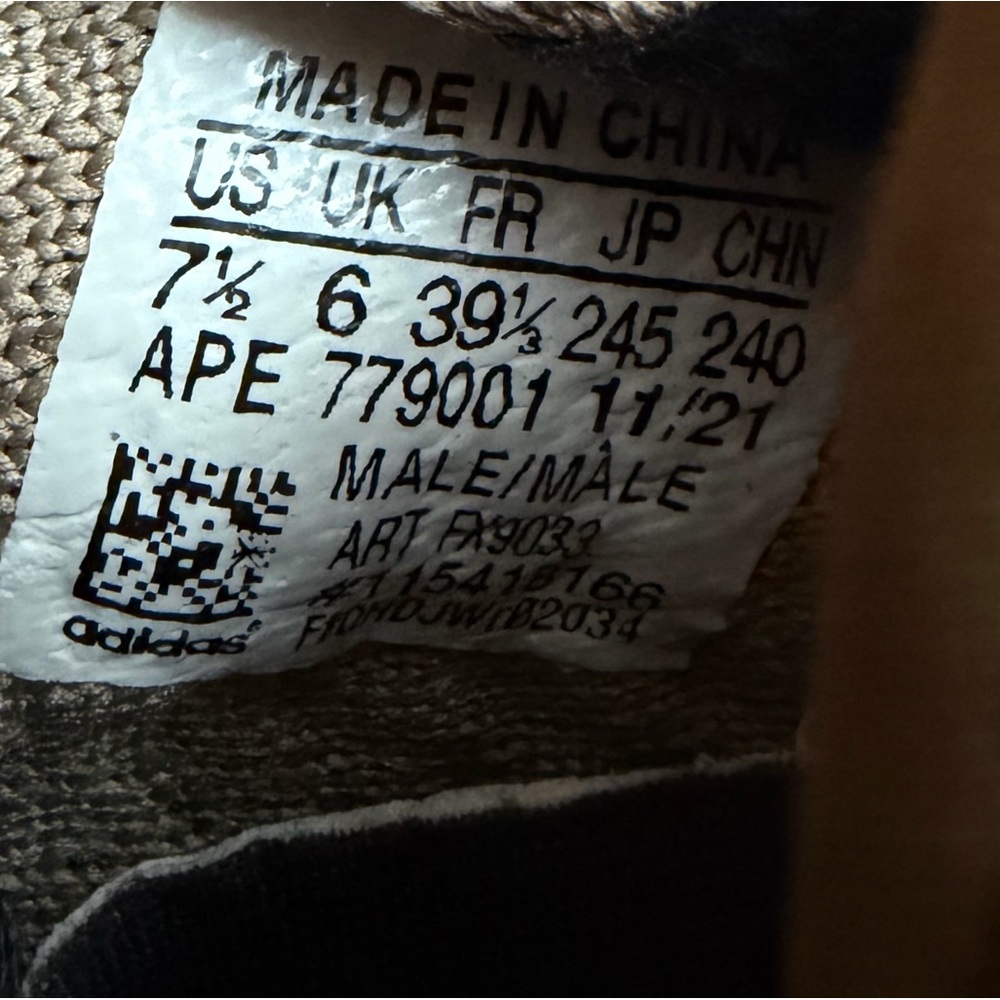 MADE IN CHINA
US UK FR JP CHN
7½ 6 39⅓ 245 240
APE 779001 11/21
MALE/MÂLE
ART FX9033
adidas